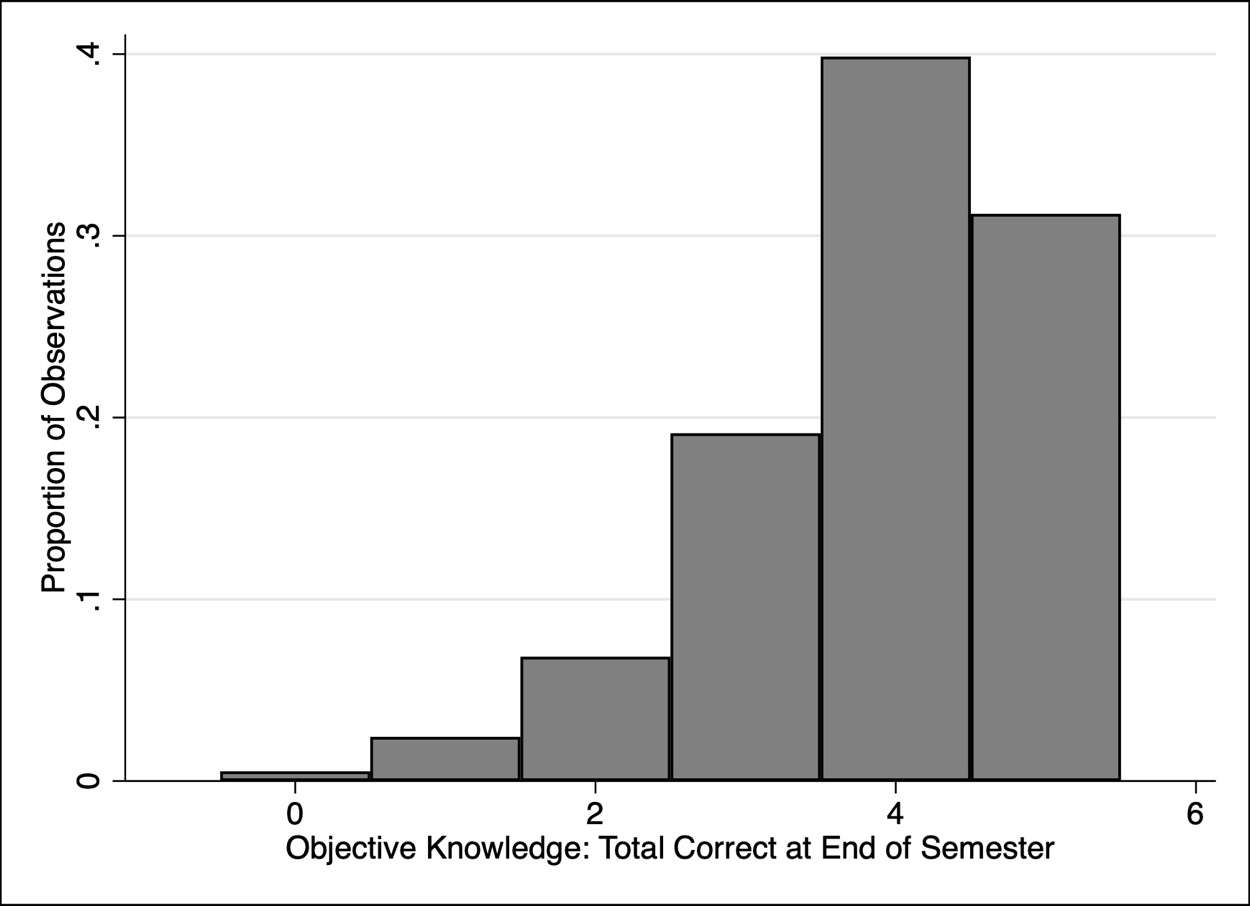 Proportion of Observations
.4
.3
.2
.1
0
0 2 4 6
Objective Knowledge: Total Correct at End of Semester